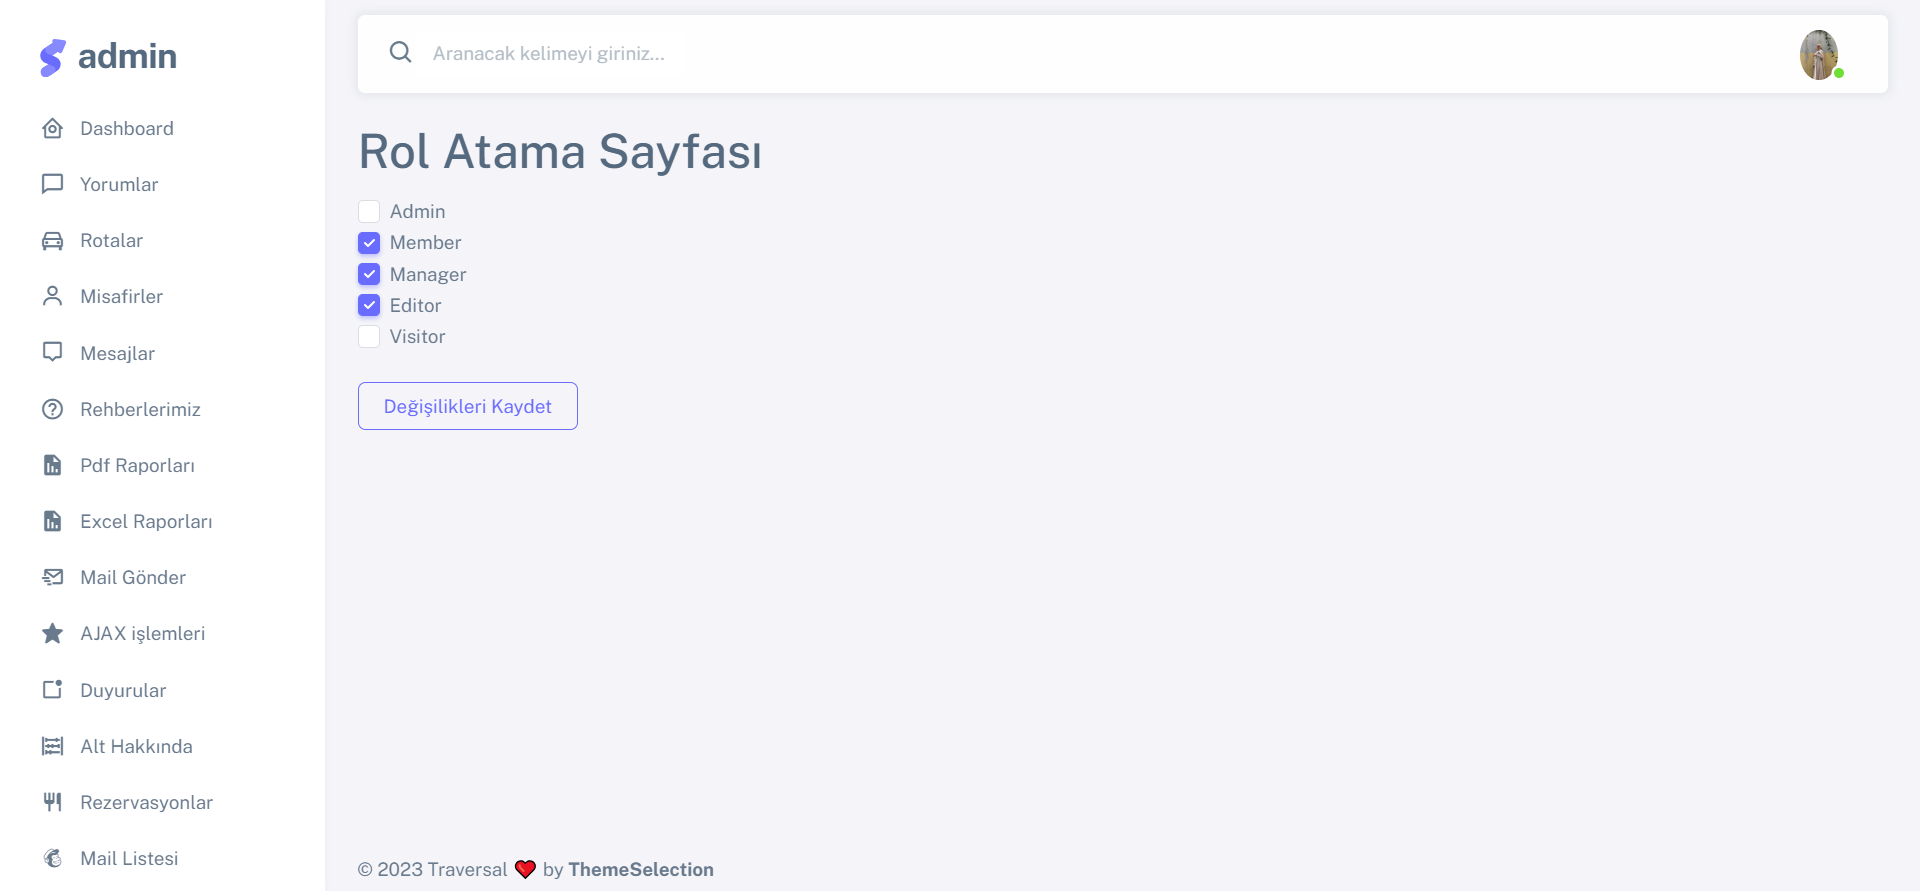 admin
Dashboard
Yorumlar
Rotalar
Misafirler
Mesajlar
Rehberlerimiz
Pdf Raporları
Excel Raporları
Mail Gönder
AJAX işlemleri
Duyurular
Alt Hakkında
Rezervasyonlar
Mail Listesi
Aranacak kelimeyi giriniz...
Rol Atama Sayfası
Admin
Member
Manager
Editor
Visitor
Değişilikleri Kaydet
© 2023 Traversal ❤️ by ThemeSelection